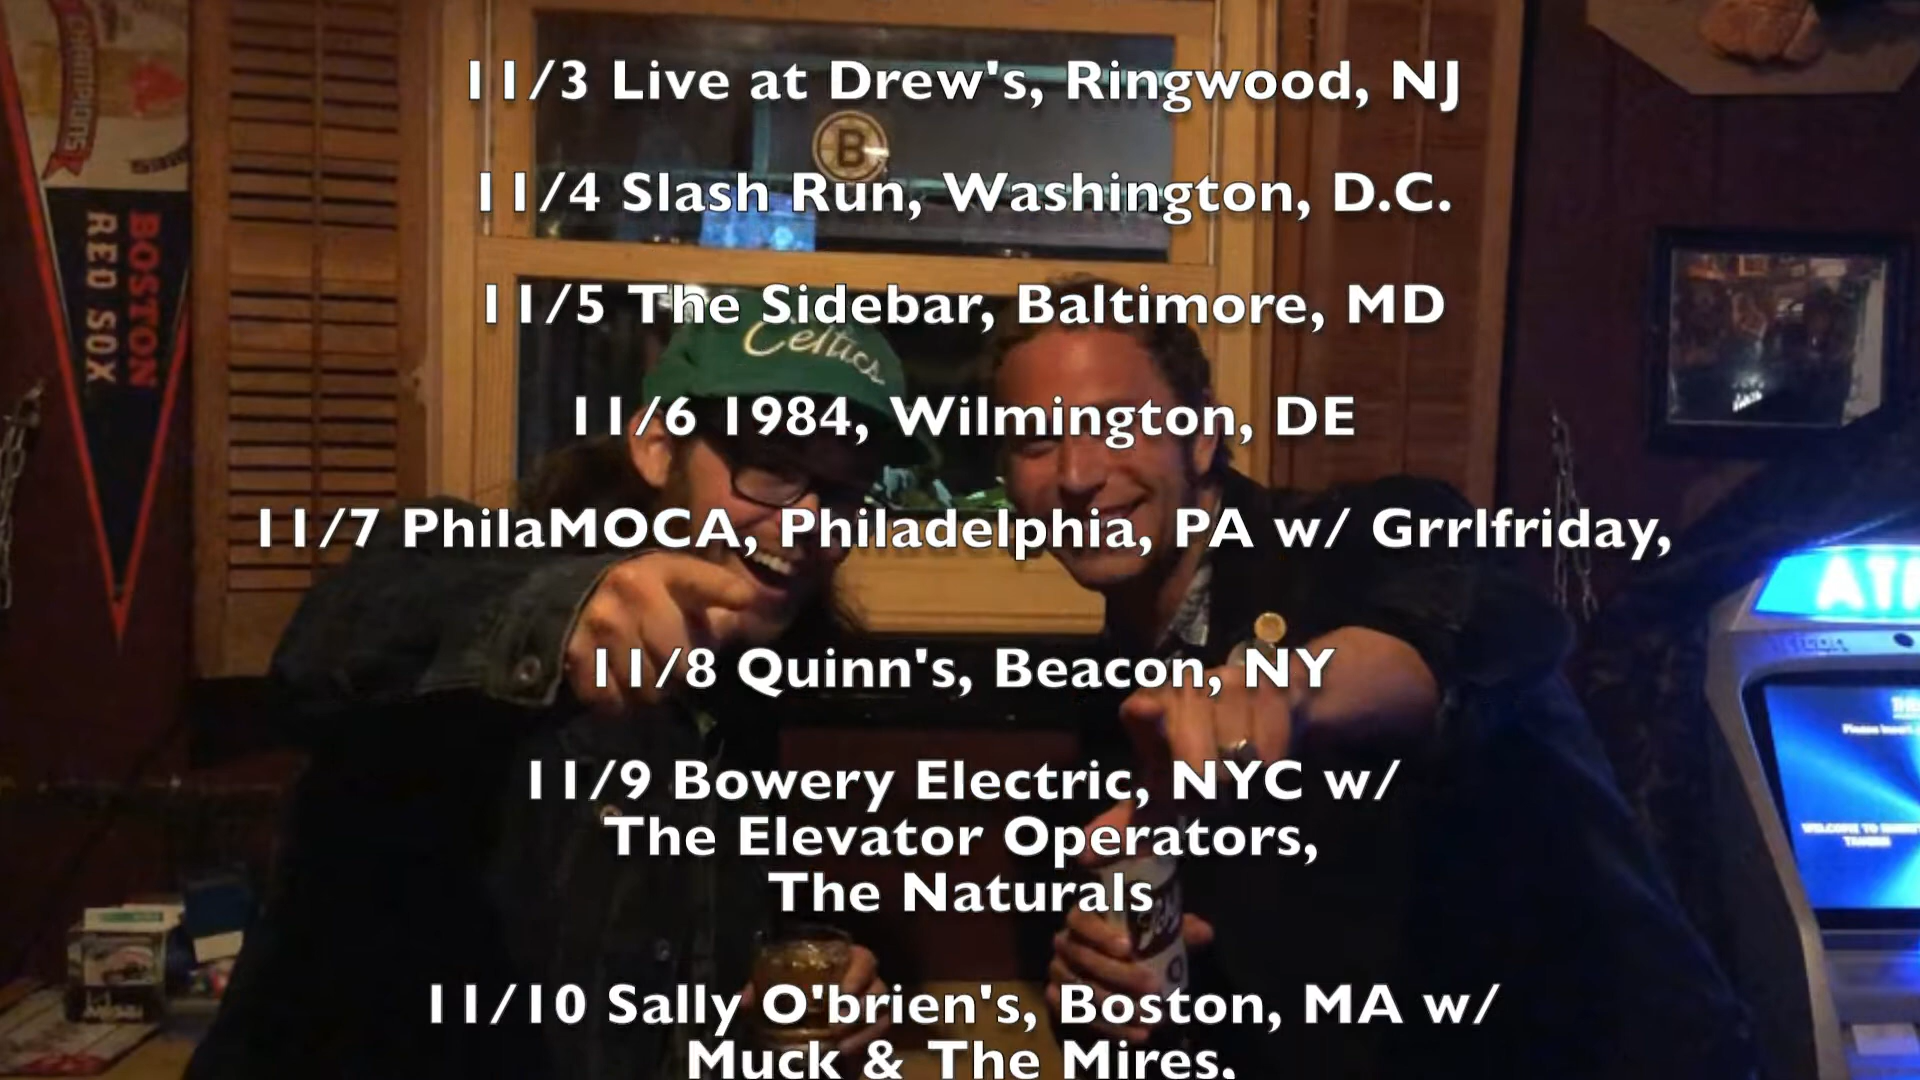 11/3 Live at Drew's, Ringwood, NJ
11/4 Slash Run, Washington, D.C.
11/5 The Sidebar, Baltimore, MD
11/6 1984, Wilmington, DE
11/7 PhilaMOCA, Philadelphia, PA w/ Grrlfriday,
11/8 Quinn's, Beacon, NY
11/9 Bowery Electric, NYC w/
The Elevator Operators,
The Naturals
11/10 Sally O'brien's, Boston, MA w/
Muck & The Mires,
CHAMPIONS
BOSTON
RED SOX
B
Celtics
WELCOME TO
TAVERN